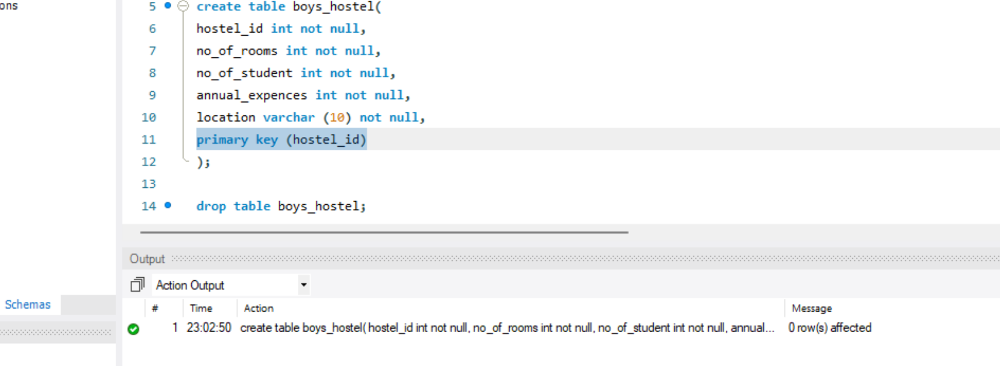 ons
5 create table boys_hostel(
6 hostel_id int not null,
7 no_of_rooms int not null,
8 no_of_student int not null,
9 annual_expences int not null,
10 location varchar (10) not null,
11 primary key (hostel_id)
12 );
13
14 drop table boys_hostel;
Output
Action Output
Schemas
# Time Action Message
1 23:02:50 create table boys_hostel( hostel_id int not null, no_of_rooms int not null, no_of_student int not null, annual... 0 row(s) affected